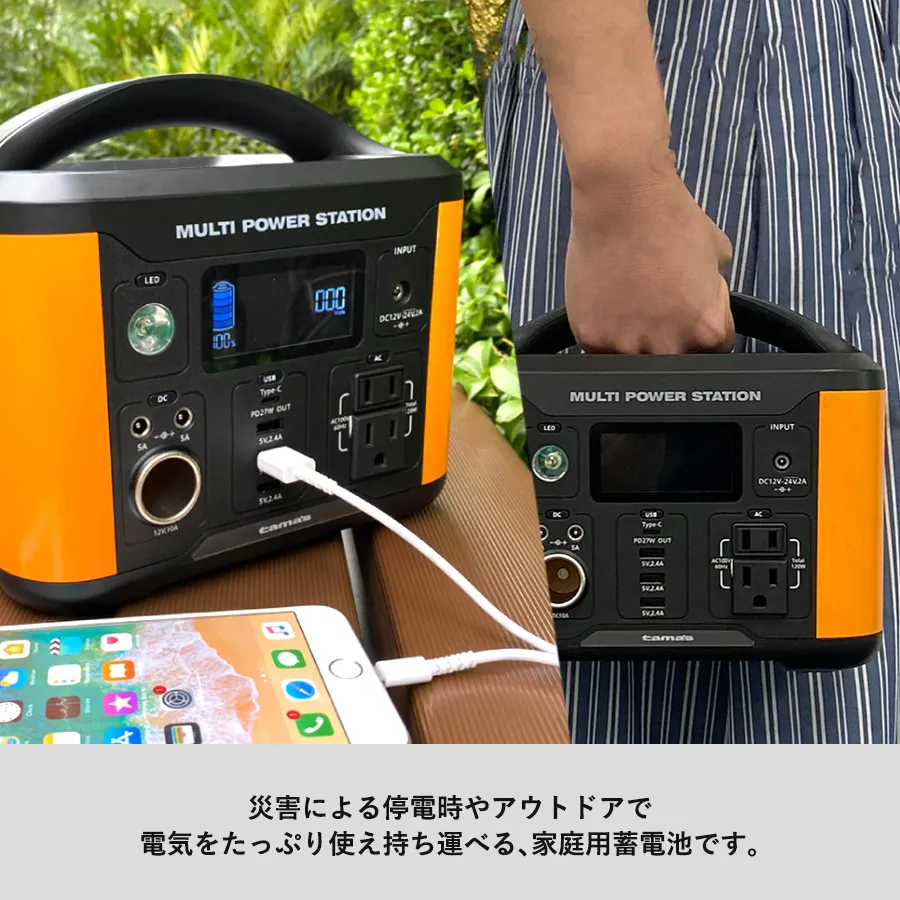 MULTI POWER STATION
LED
INPUT
DC12V-24V,2A
100%
000
DC
5A
5A
12V,10A
USB
Type-C
PD27W OUT
5V,2.4A
5V,2.4A
AC
AC100V
60Hz
Total
tama's
MULTI POWER STATION
LED
INPUT
DC12V-24V,2A
DC
5A
USB
Type-C
PD27W OUT
5V,2.4A
5V,2.4A
5V,2.4A
AC
AC100V
60Hz
Total
120W
tama's
災害による停電時やアウトドアで
電気をたっぷり使え持ち運べる、家庭用蓄電池です。